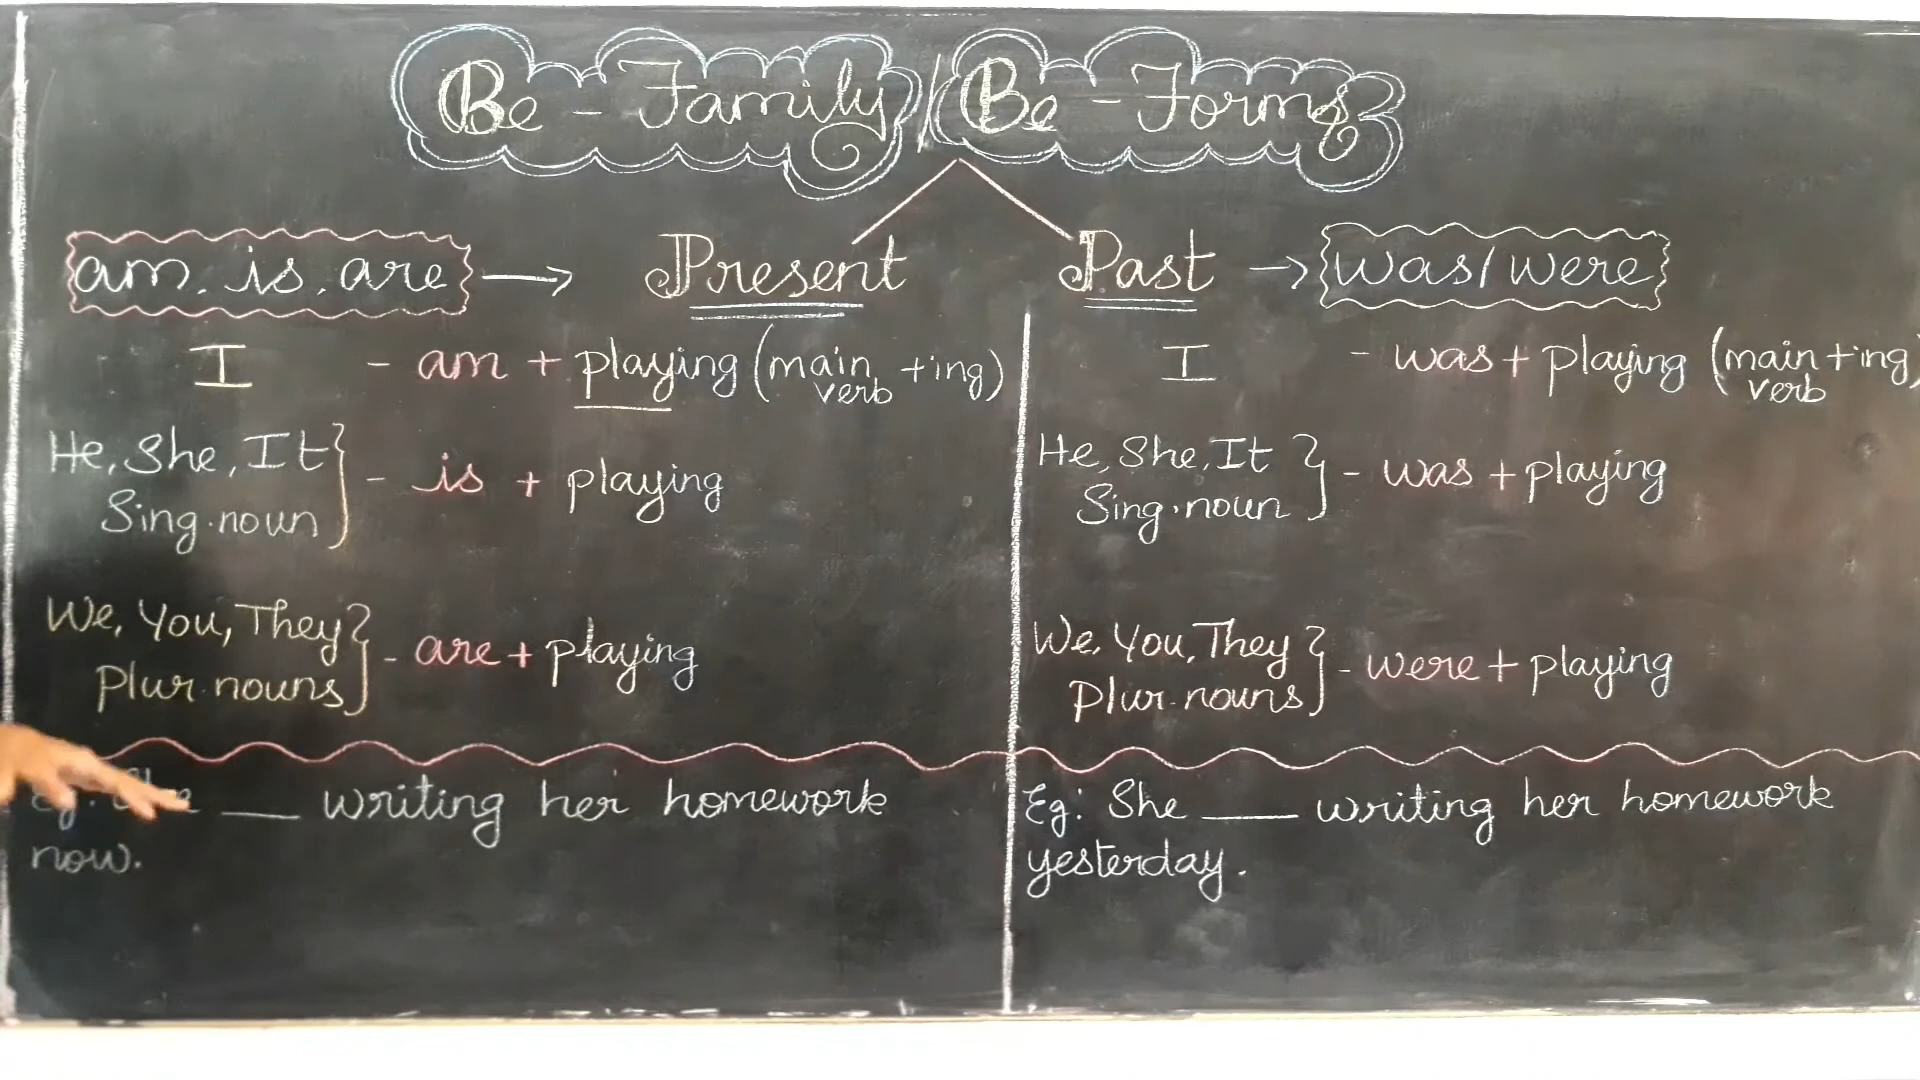 Be - Family / Be - Forms
am, is, are → Present
I - am + playing (main verb + ing)
He, She, It
Sing. noun } - is + playing
We, You, They
Plur. nouns } - are + playing
Eg: ___ writing her homework
now.
Past → was/were
I - was + playing (main verb + ing)
He, She, It
Sing. noun } - was + playing
We, You, They
Plur. nouns } - were + playing
Eg: She ___ writing her homework
yesterday.